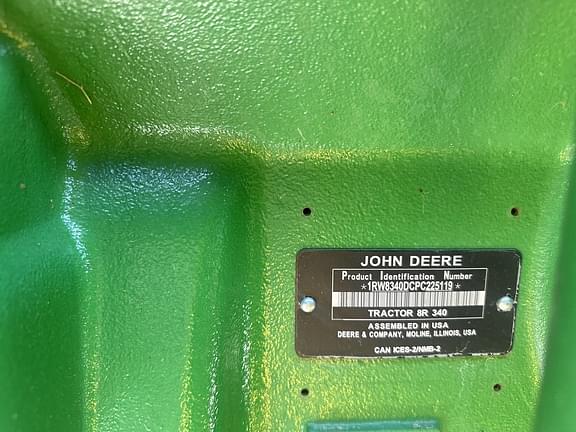 JOHN DEERE
Product Identification Number
*1RW8340DCPC225119*
TRACTOR 8R 340
ASSEMBLED IN USA
DEERE & COMPANY, MOLINE, ILLINOIS, USA
CAN ICES-2/NMB-2